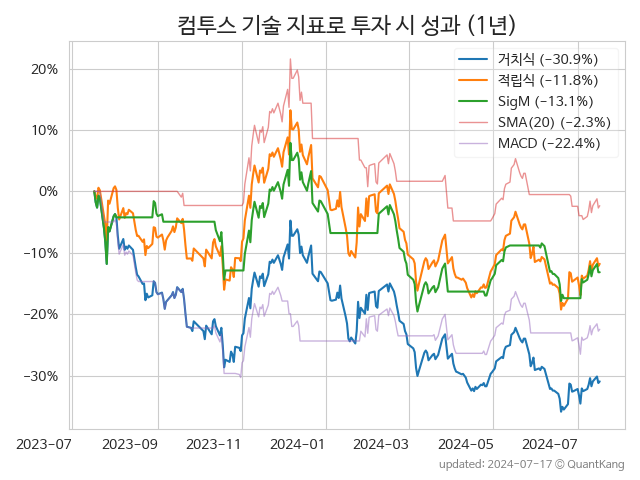 컴투스 기술 지표로 투자 시 성과 (1년)
거치식 (−30.9%)
적립식 (−11.8%)
SigM (−13.1%)
SMA(20) (−2.3%)
MACD (−22.4%)
20%
10%
0%
−10%
−20%
−30%
2023-07 2023-09 2023-11 2024-01 2024-03 2024-05 2024-07
updated: 2024-07-17 © QuantKang